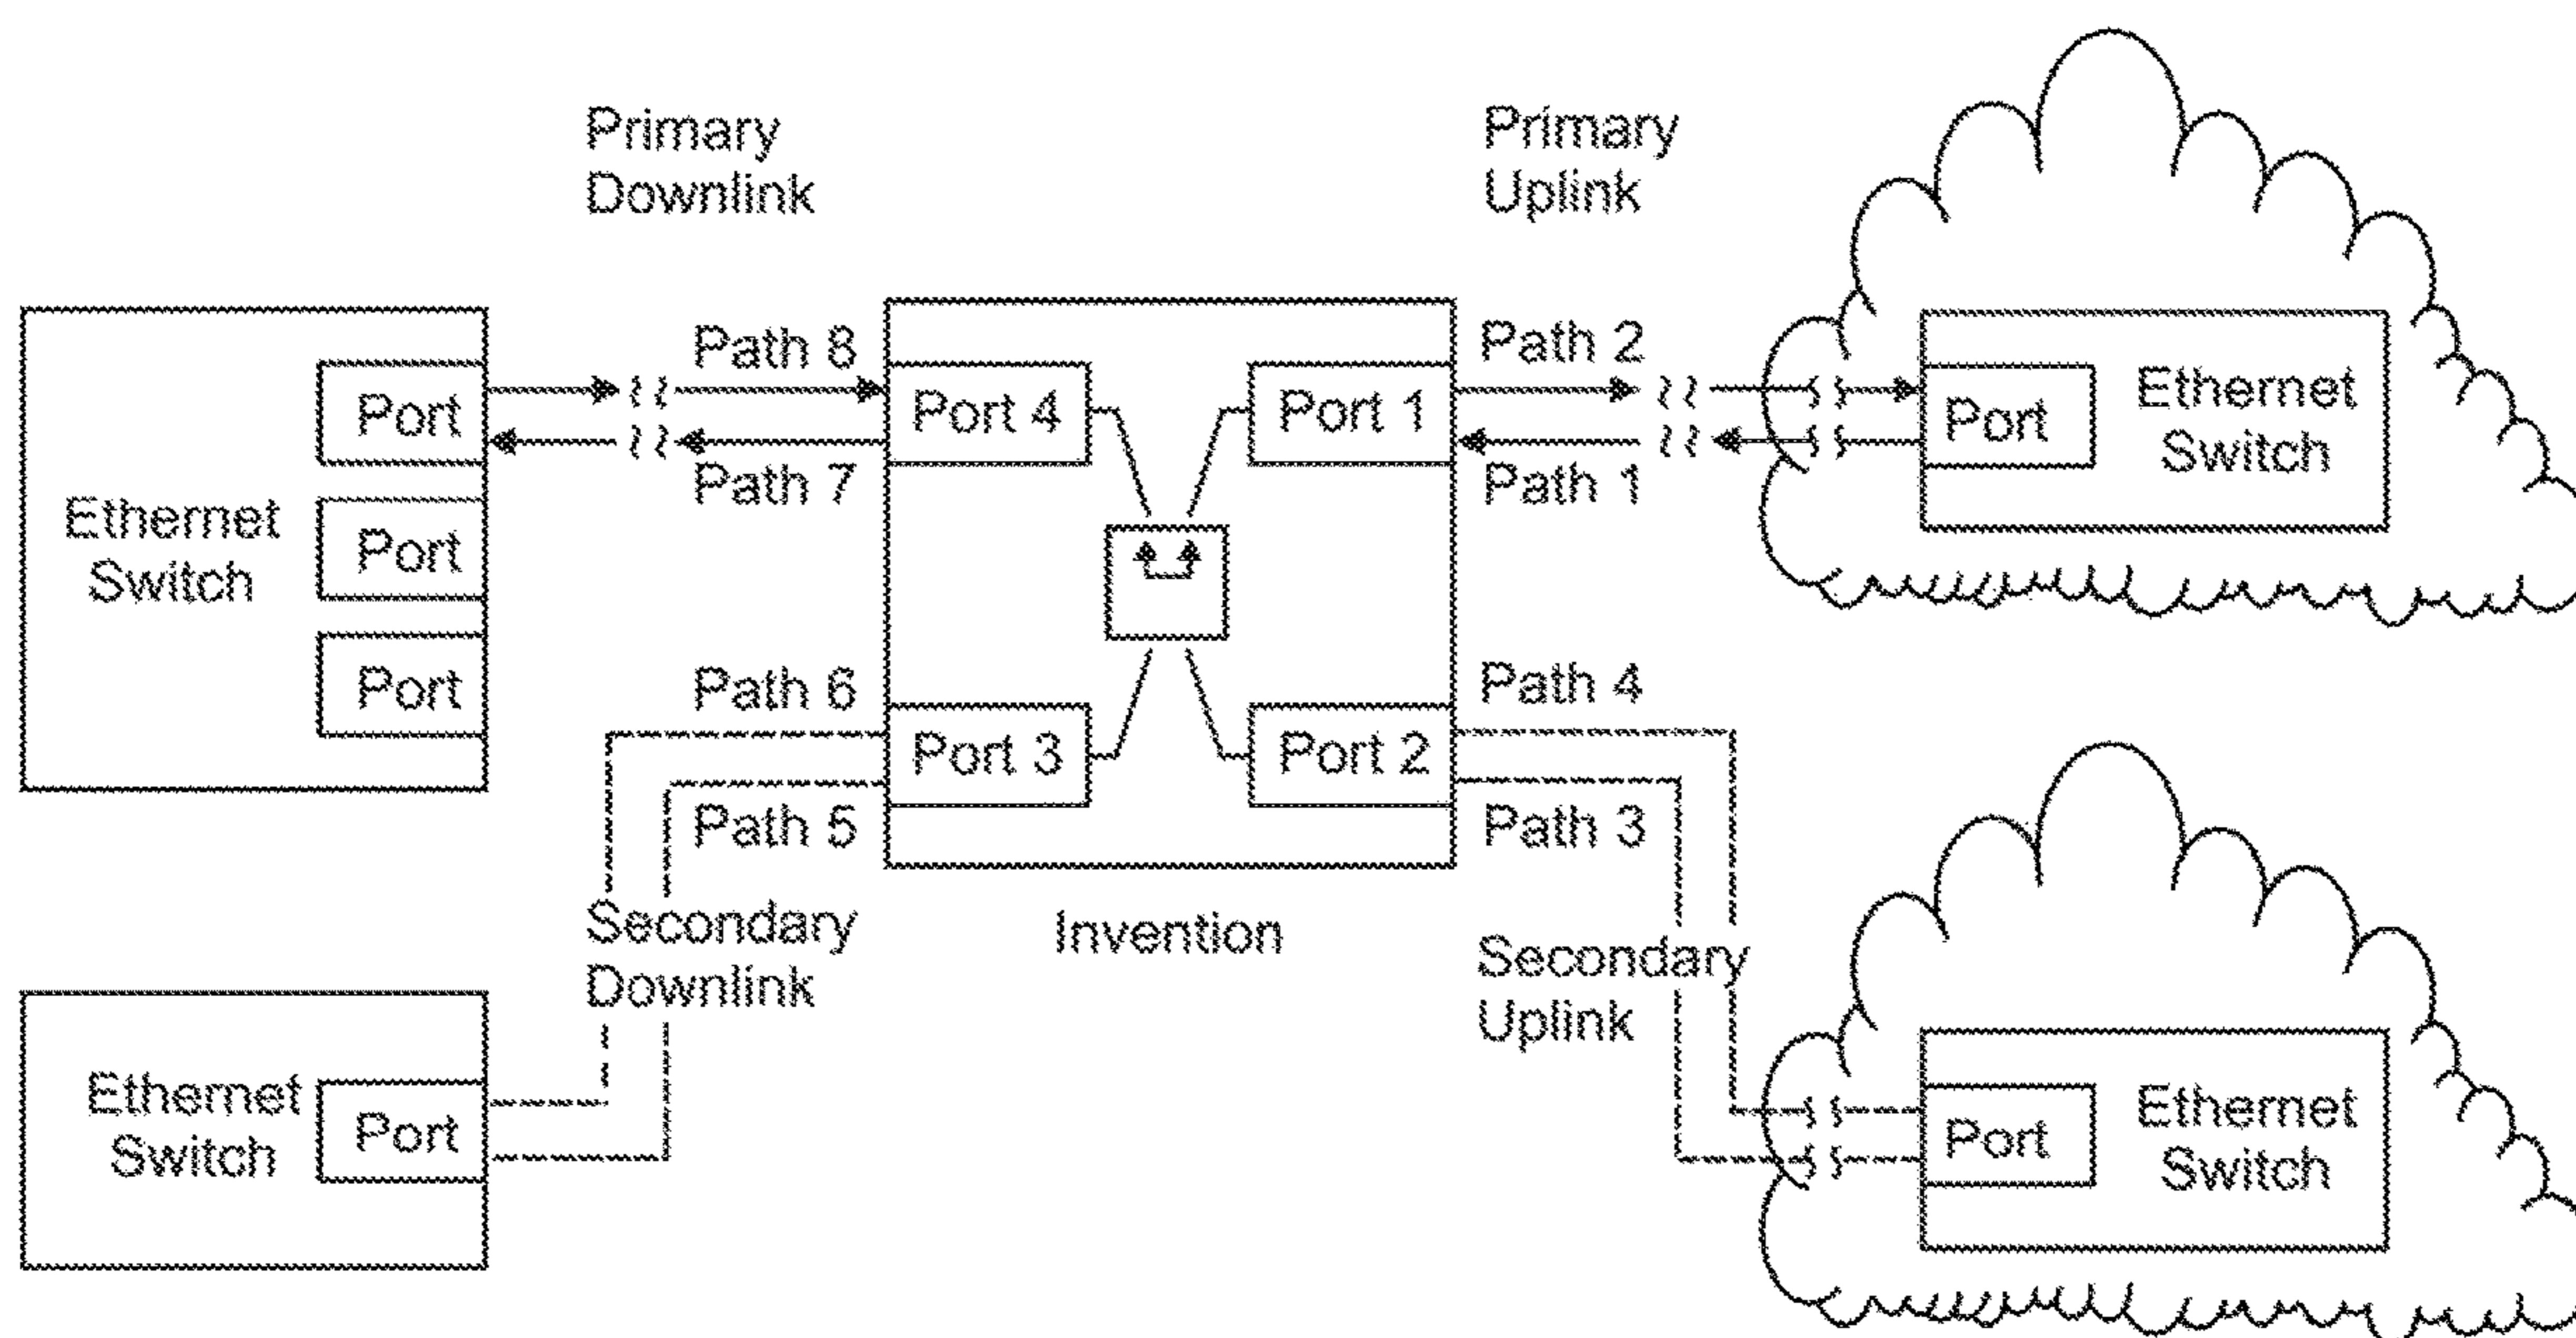 Primary
Downlink
Primary
Uplink
Path 8
Path 2
Port
Port 4
Port 1
Port
Ethernet
Switch
Path 7
Path 1
Ethernet
Switch
Port
Port
Path 6
Path 4
Port 3
Port 2
Path 5
Path 3
Secondary
Downlink
Invention
Secondary
Uplink
Ethernet
Switch
Port
Port
Ethernet
Switch